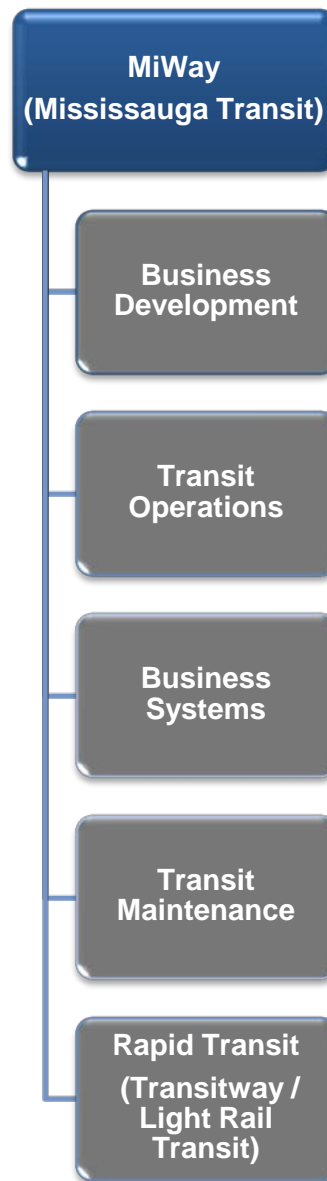 MiWay
(Mississauga Transit)
Business
Development
Transit
Operations
Business
Systems
Transit
Maintenance
Rapid Transit
(Transitway /
Light Rail
Transit)